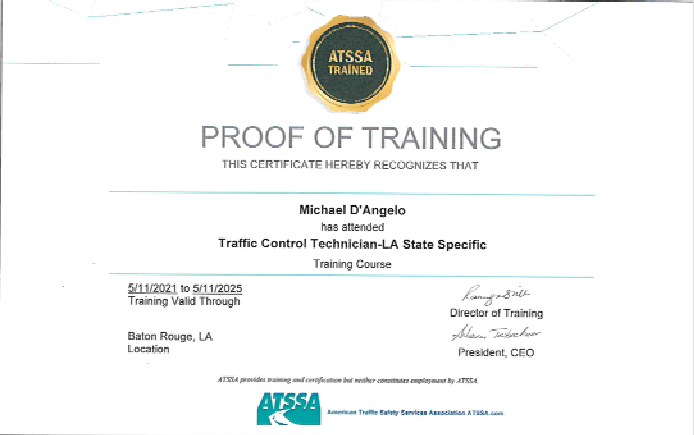 ATSSA
TRAINED
PROOF OF TRAINING
THIS CERTIFICATE HEREBY RECOGNIZES THAT
Michael D'Angelo
has attended
Traffic Control Technician-LA State Specific
Training Course
5/11/2021 to 5/11/2025
Training Valid Through
Director of Training
Baton Rouge, LA
Location
President, CEO
ATSSA provides training and certification but neither constitutes employment by ATSSA
ATSSA
American Traffic Safety Services Association ATSSA.com